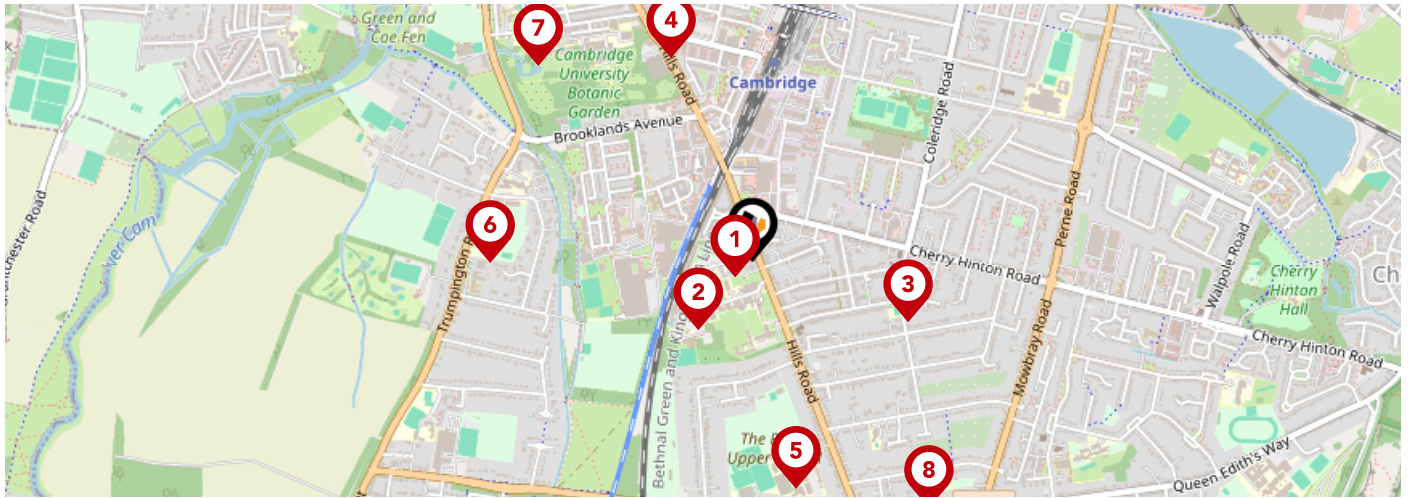 Green and
Coe Fen
7
4
Cambridge
University
Botanic
Garden
Hills Road
Cambridge
Brooklands Avenue
Coleridge Road
Perne Road
Walpole Road
Cherry Hinton Road
Cherry
Hinton
Hall
Ch
6
1
2
3
Trumpington R
Bethnal Green and King
Lin
Hills Road
Mowbray Road
Cherry Hinton Road
The
Upper
5
8
Queen Edith's Way
ver Cam
chester Road